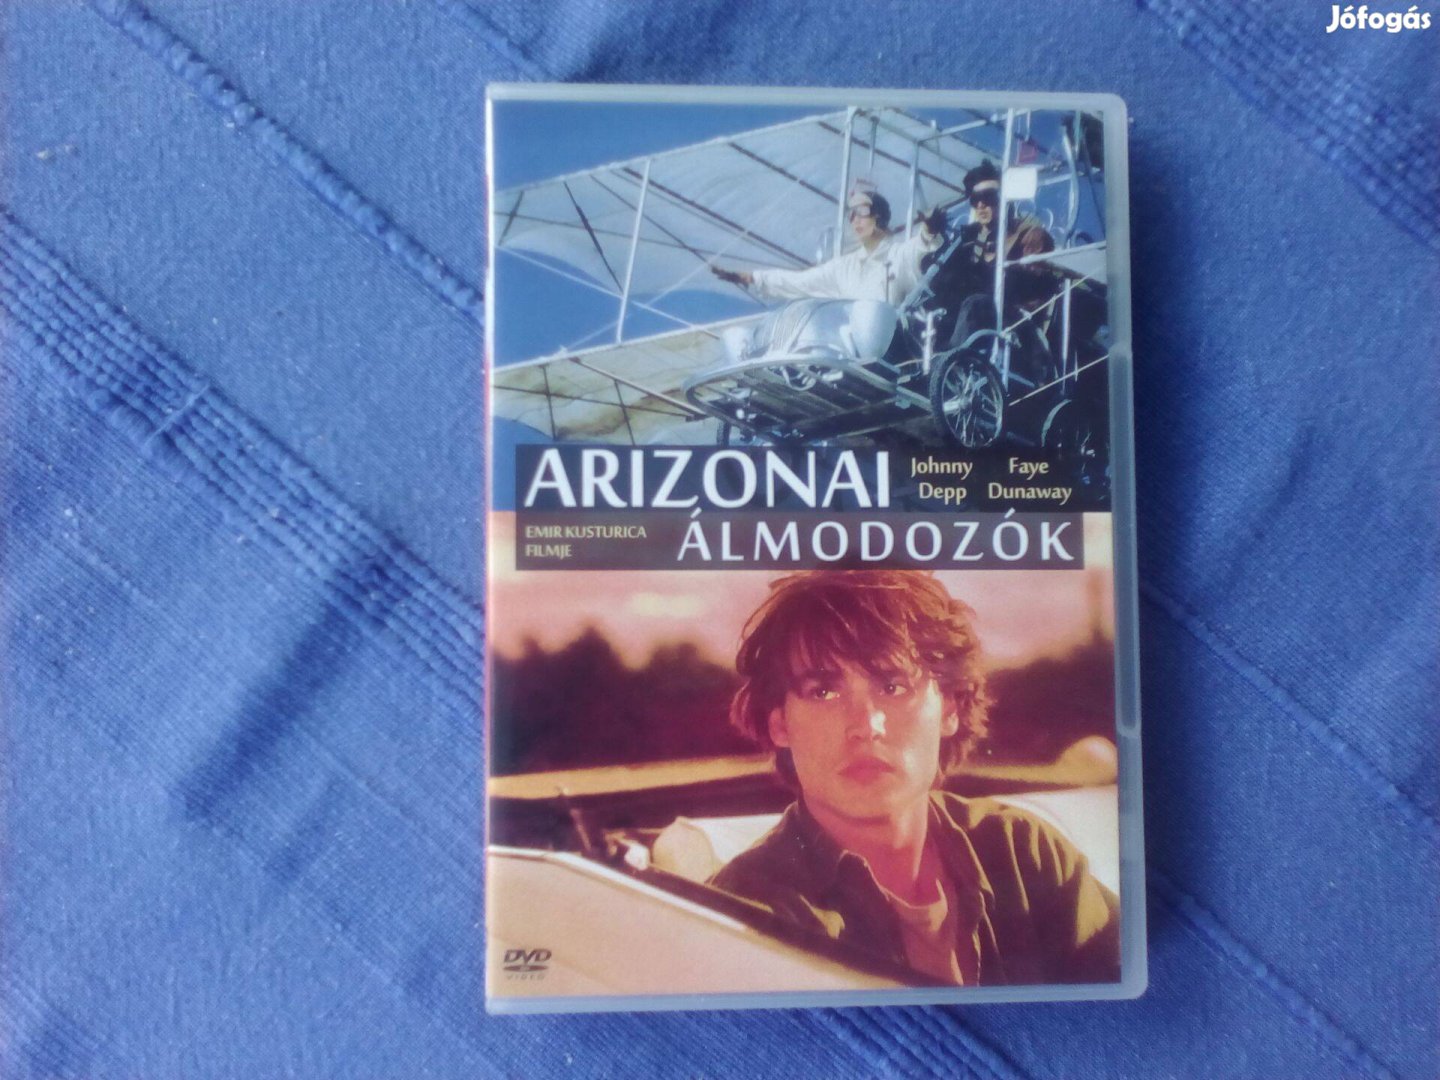 Jófogás
ARIZONAI
Johnny Faye
Depp Dunaway
EMIR KUSTURICA
FILMJE
ÁLMODOZÓK
DVD
VIDEO